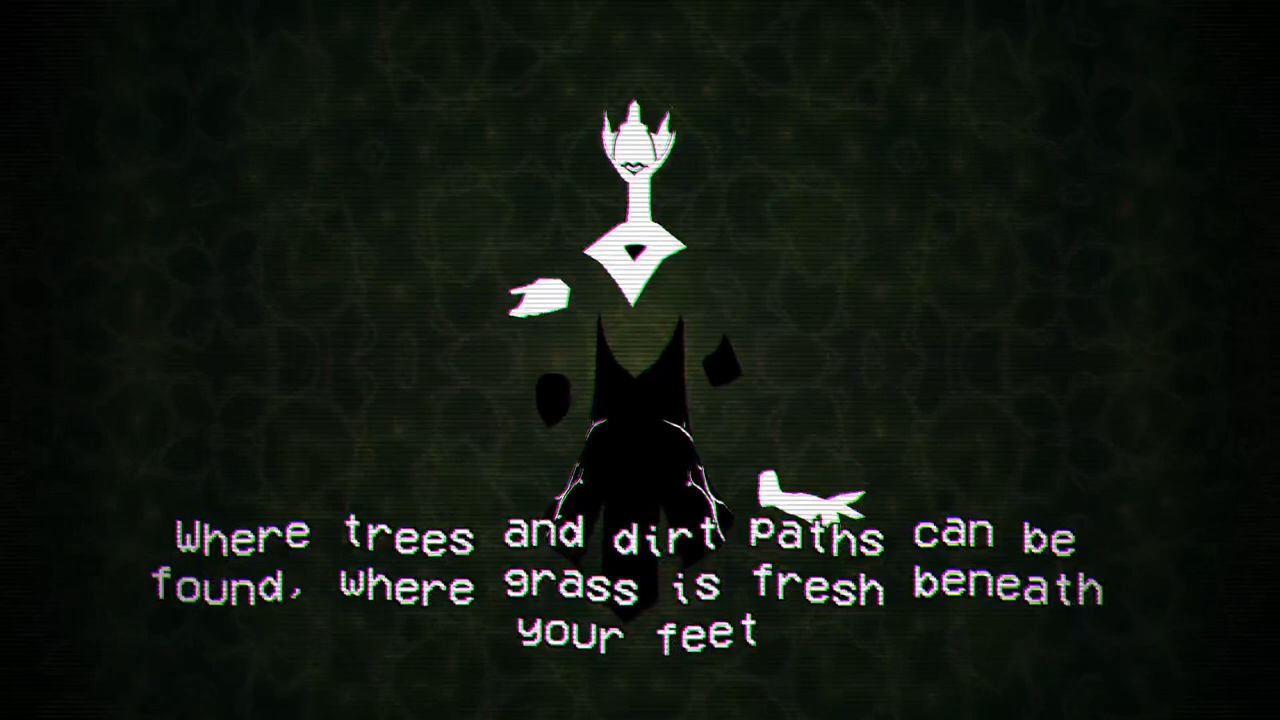 Where trees and dirt paths can be
found, where grass is fresh beneath
your feet